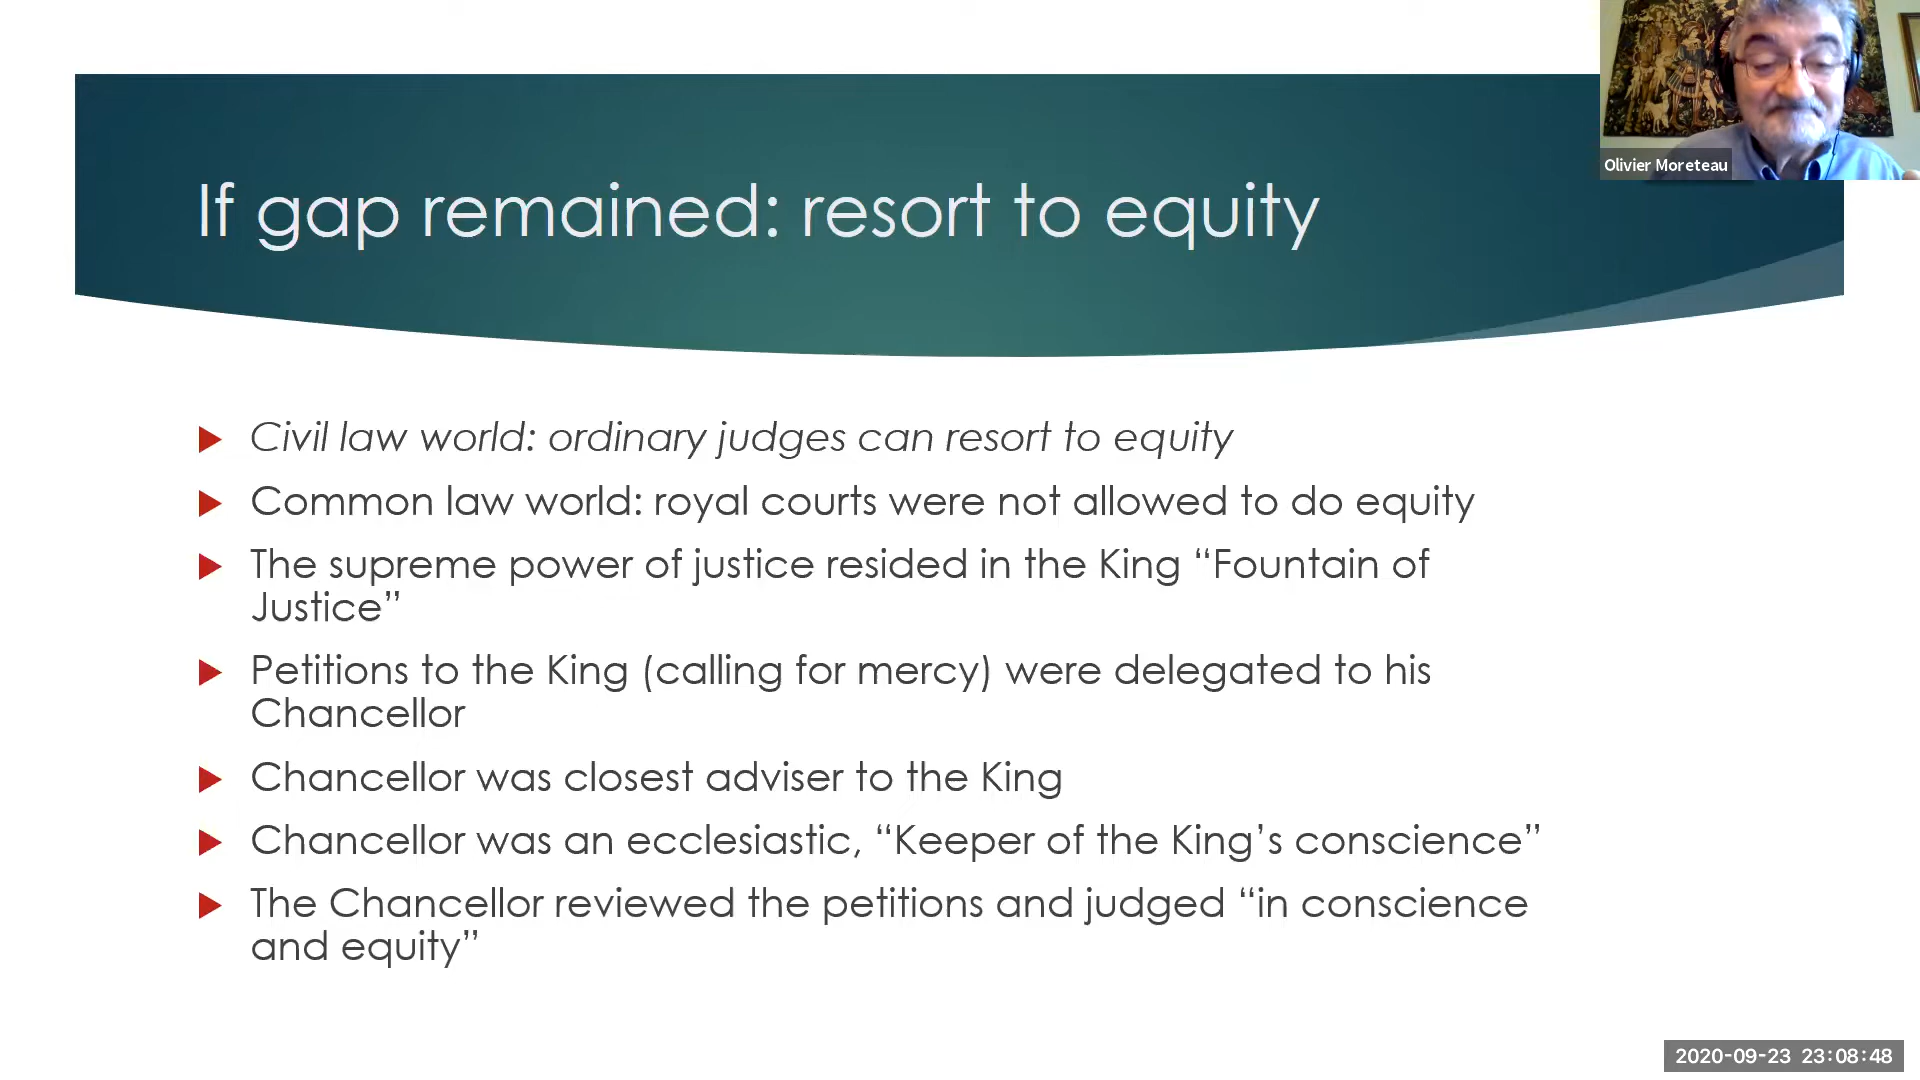 Olivier Moreteau
If gap remained: resort to equity
Civil law world: ordinary judges can resort to equity
Common law world: royal courts were not allowed to do equity
The supreme power of justice resided in the King “Fountain of
Justice”
Petitions to the King (calling for mercy) were delegated to his
Chancellor
Chancellor was closest adviser to the King
Chancellor was an ecclesiastic, “Keeper of the King’s conscience”
The Chancellor reviewed the petitions and judged “in conscience
and equity”
2020-09-23 23:08:48